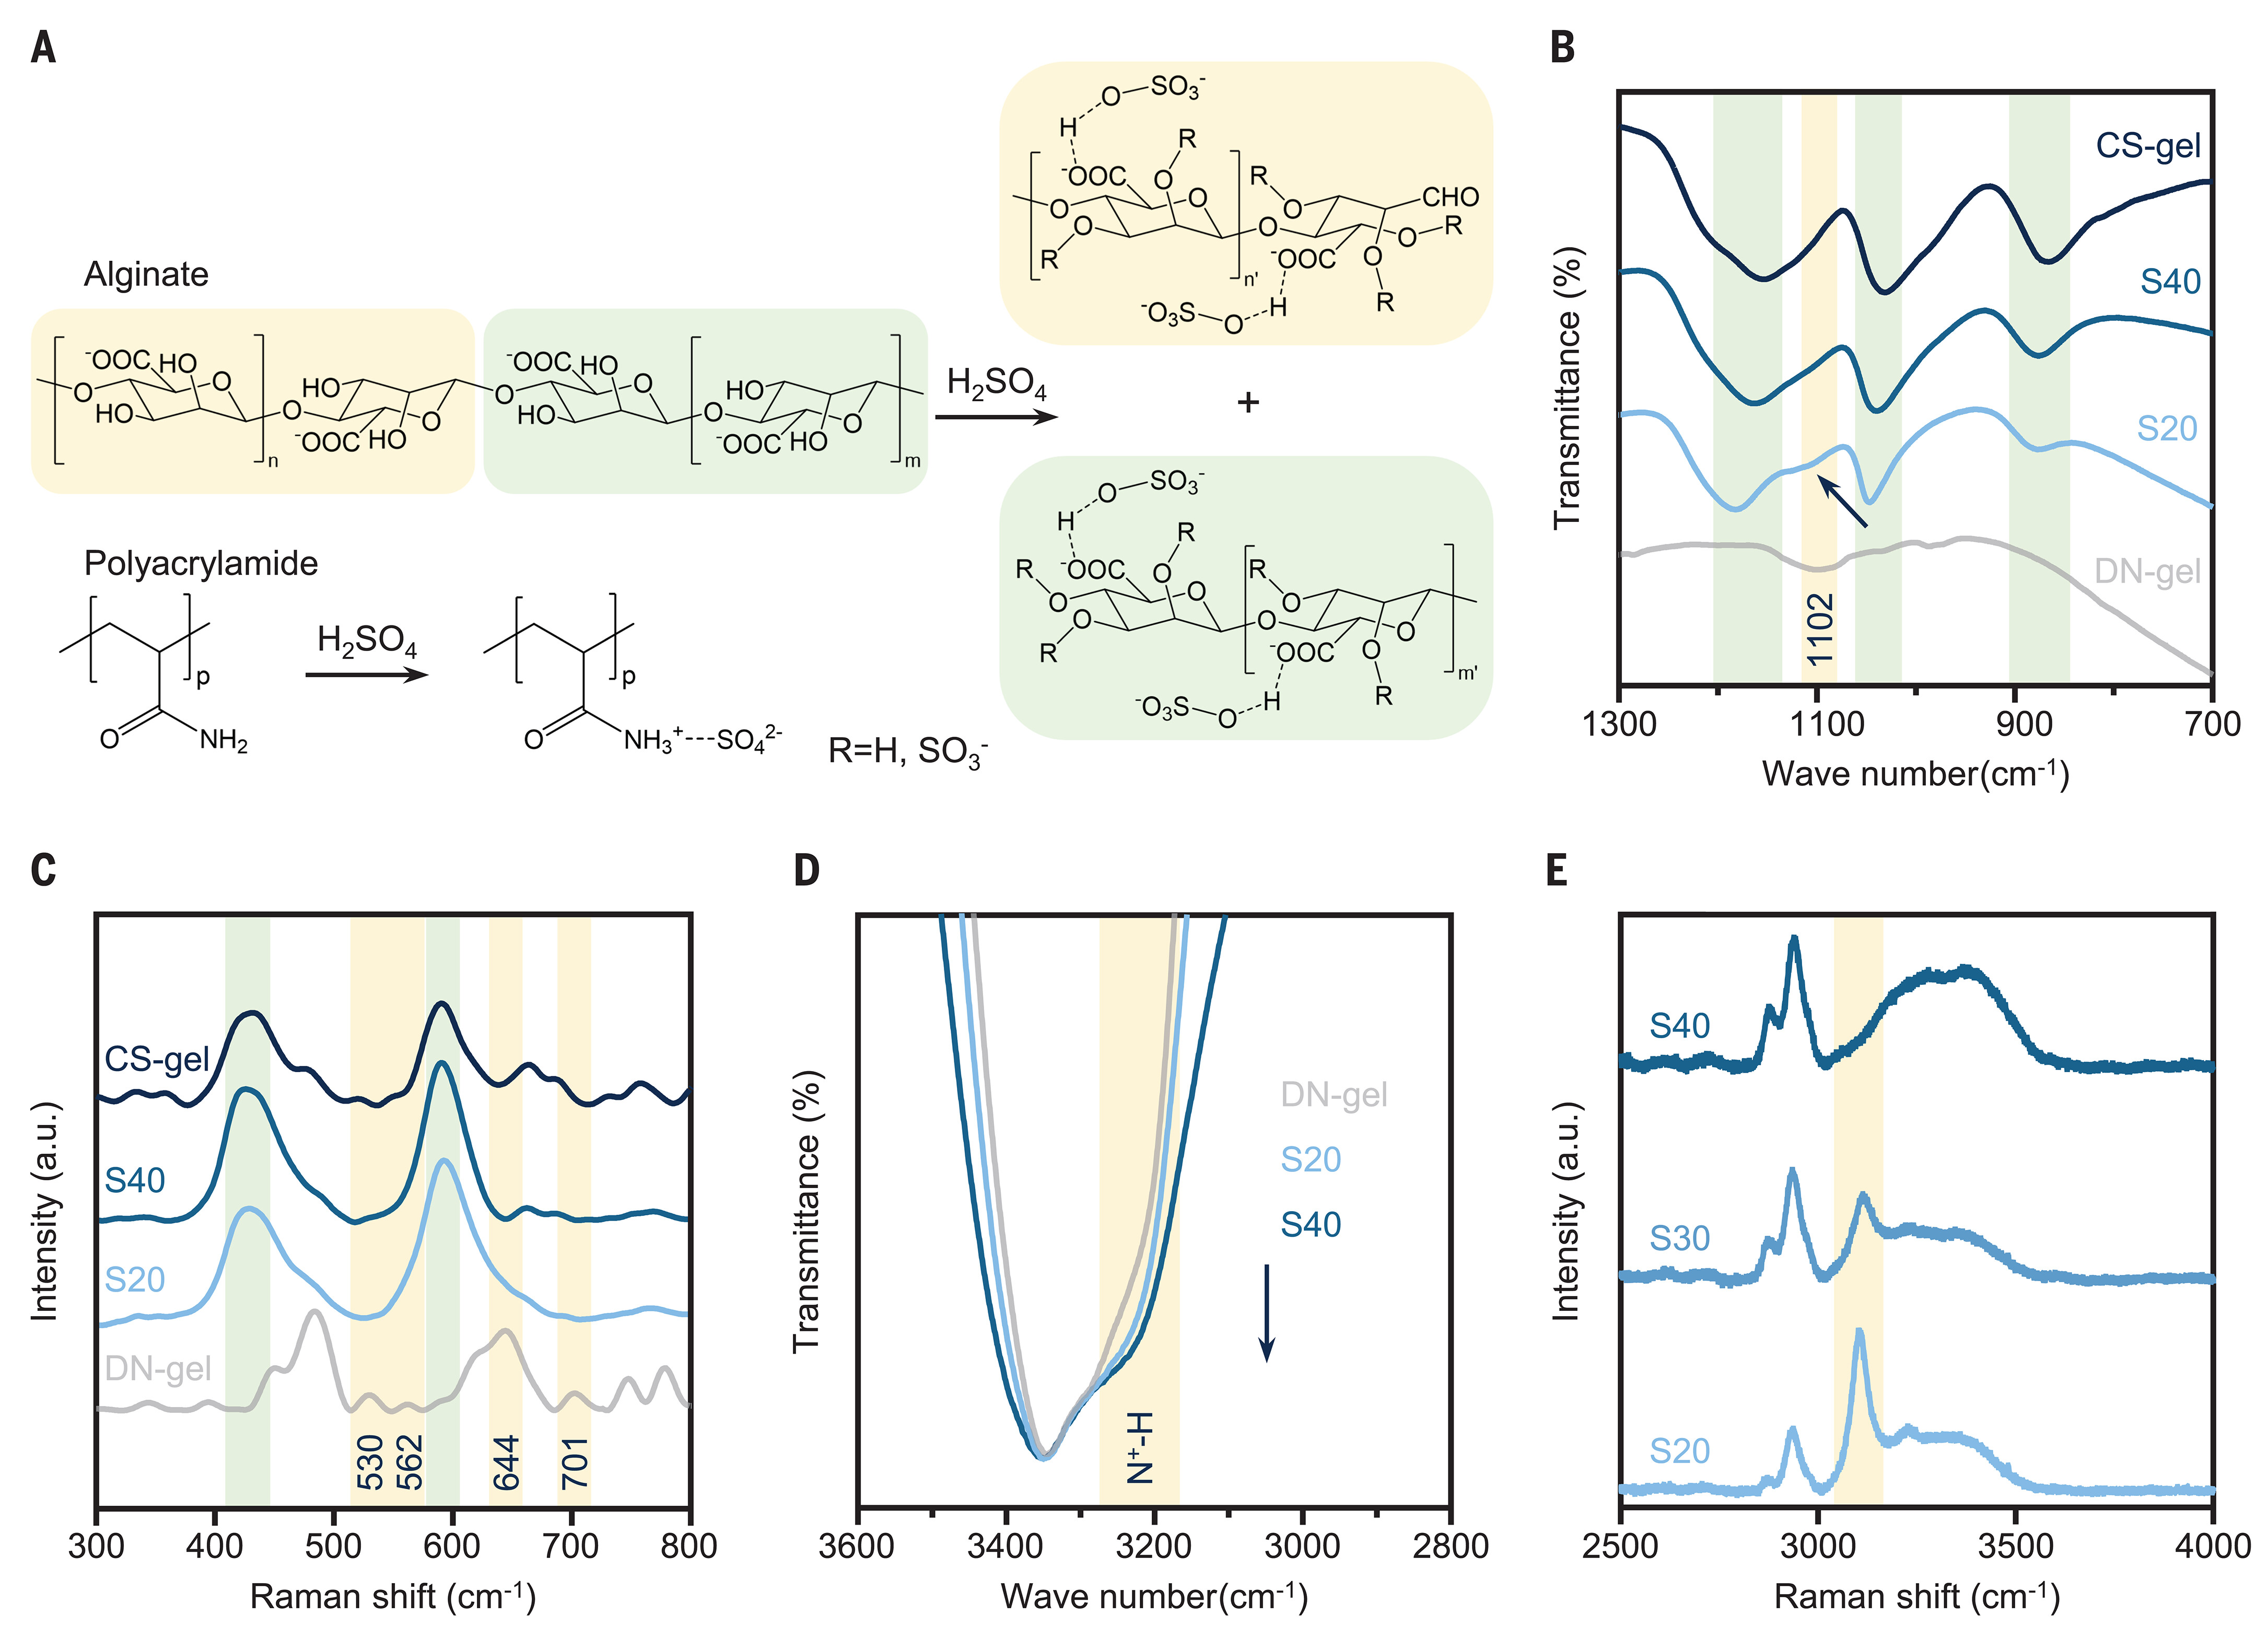 A
Alginate
⁻OOC HO O O HO n O HO O ⁻OOC HO
O ⁻OOC HO O HO O HO O ⁻OOC HO m
H₂SO₄
O—SO₃⁻
H
⁻OOC
R
O
O
O
O
R
n'
O
R
O
CHO
O
R
⁻OOC
O
R
H
⁻O₃S
O
+
O—SO₃⁻
H
R
⁻OOC
R
O
O
O
O
R
O
R
O
O
⁻OOC
O
m'
R
H
⁻O₃S
O
Polyacrylamide
p
O
NH₂
H₂SO₄
p
O
NH₃⁺---SO₄²⁻
R=H, SO₃⁻
B
Transmittance (%)
CS-gel
S40
S20
DN-gel
1102
1300 1100 900 700
Wave number(cm⁻¹)
C
Intensity (a.u.)
CS-gel
S40
S20
DN-gel
530
562
644
701
300 400 500 600 700 800
Raman shift (cm⁻¹)
D
Transmittance (%)
DN-gel
S20
S40
N⁺-H
3600 3400 3200 3000 2800
Wave number(cm⁻¹)
E
Intensity (a.u.)
S40
S30
S20
2500 3000 3500 4000
Raman shift (cm⁻¹)